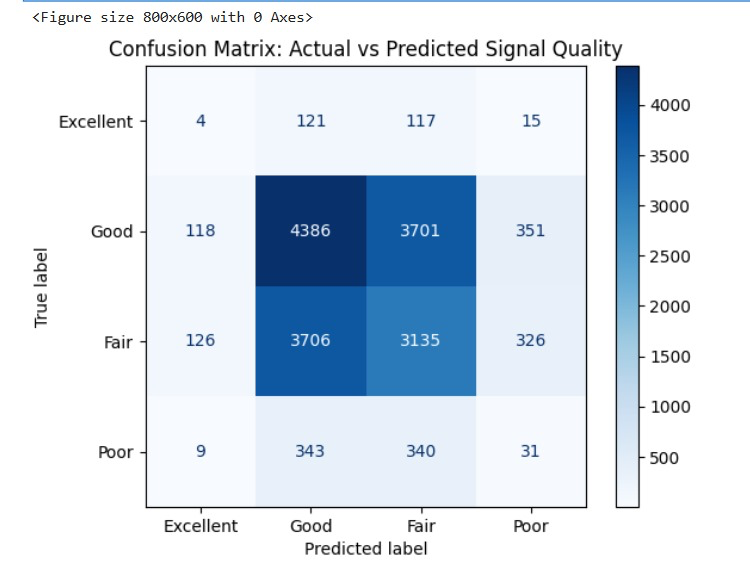 <Figure size 800x600 with 0 Axes>
Confusion Matrix: Actual vs Predicted Signal Quality
Excellent 4 121 117 15
Good 118 4386 3701 351
Fair 126 3706 3135 326
Poor 9 343 340 31
Excellent Good Fair Poor
Predicted label
True label
4000
3500
3000
2500
2000
1500
1000
500